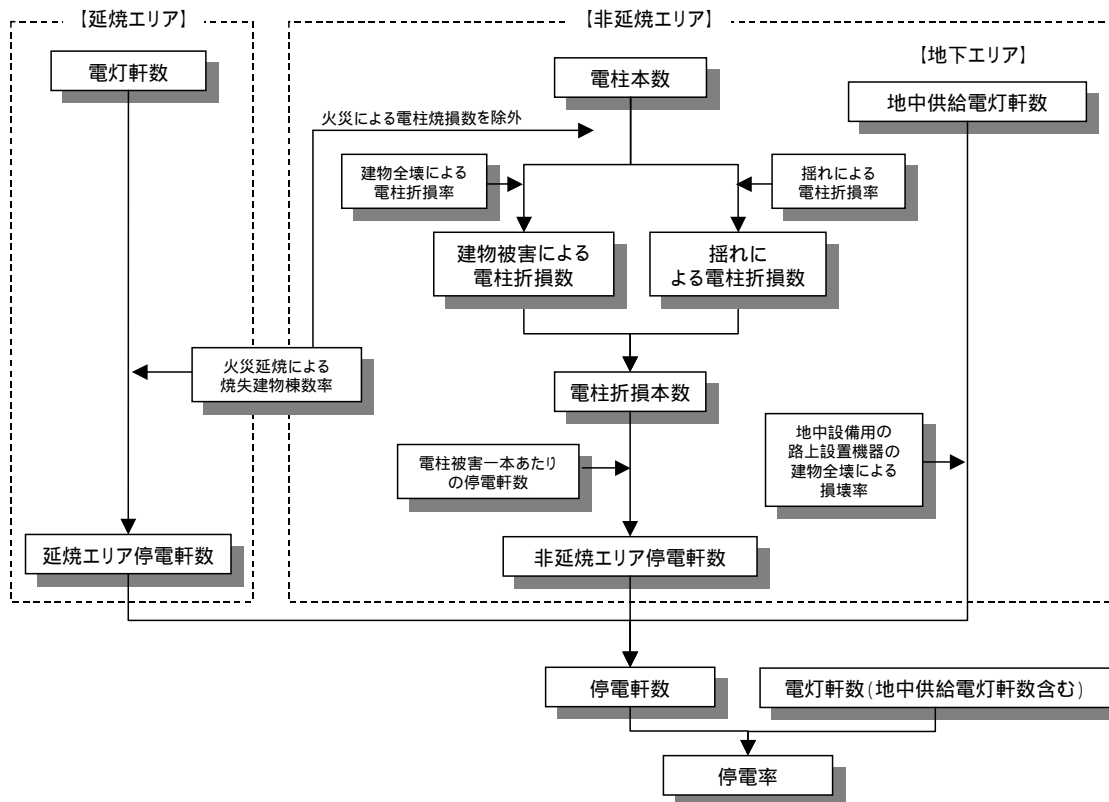 【延焼エリア】
【非延焼エリア】
【地下エリア】
電灯軒数
電柱本数
地中供給電灯軒数
火災による電柱焼損数を除外
建物全壊による
電柱折損率
揺れによる
電柱折損率
建物被害による
電柱折損数
揺れに
よる電柱折損数
火災延焼による
焼失建物棟数率
電柱折損本数
電柱被害一本あたり
の停電軒数
地中設備用の
路上設置機器の
建物全壊による
損壊率
延焼エリア停電軒数
非延焼エリア停電軒数
停電軒数
電灯軒数(地中供給電灯軒数含む)
停電率